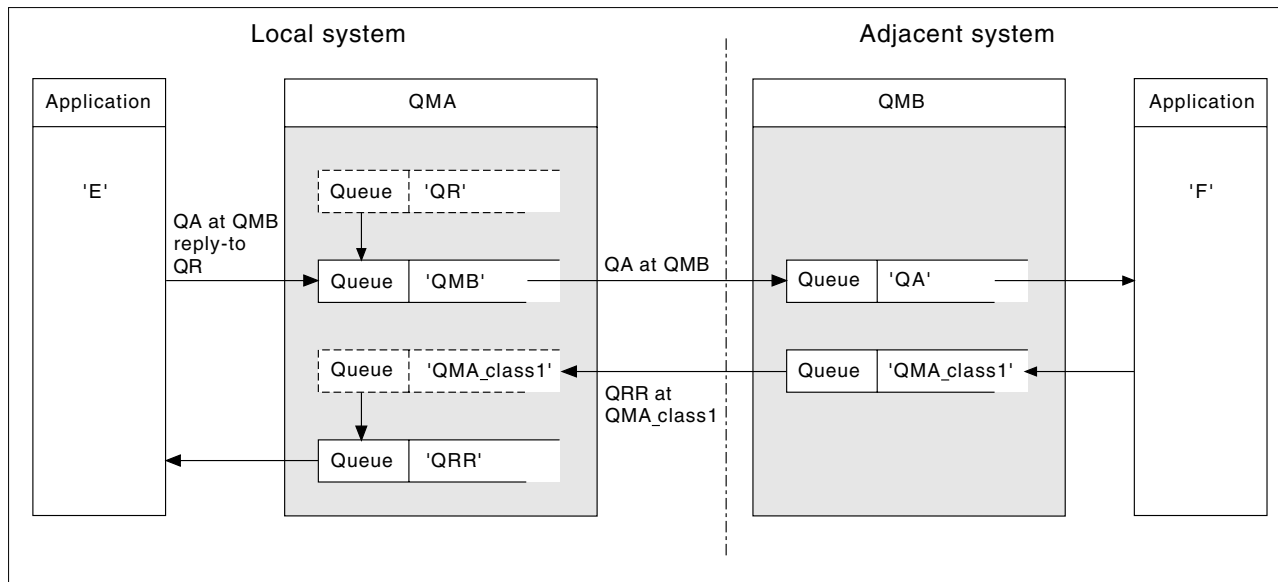 Local system
Adjacent system
Application
QMA
QMB
Application
'E'
'F'
Queue 'QR'
QA at QMB
reply-to
QR
Queue 'QMB'
QA at QMB
Queue 'QA'
Queue 'QMA_class1'
Queue 'QMA_class1'
QRR at
QMA_class1
Queue 'QRR'